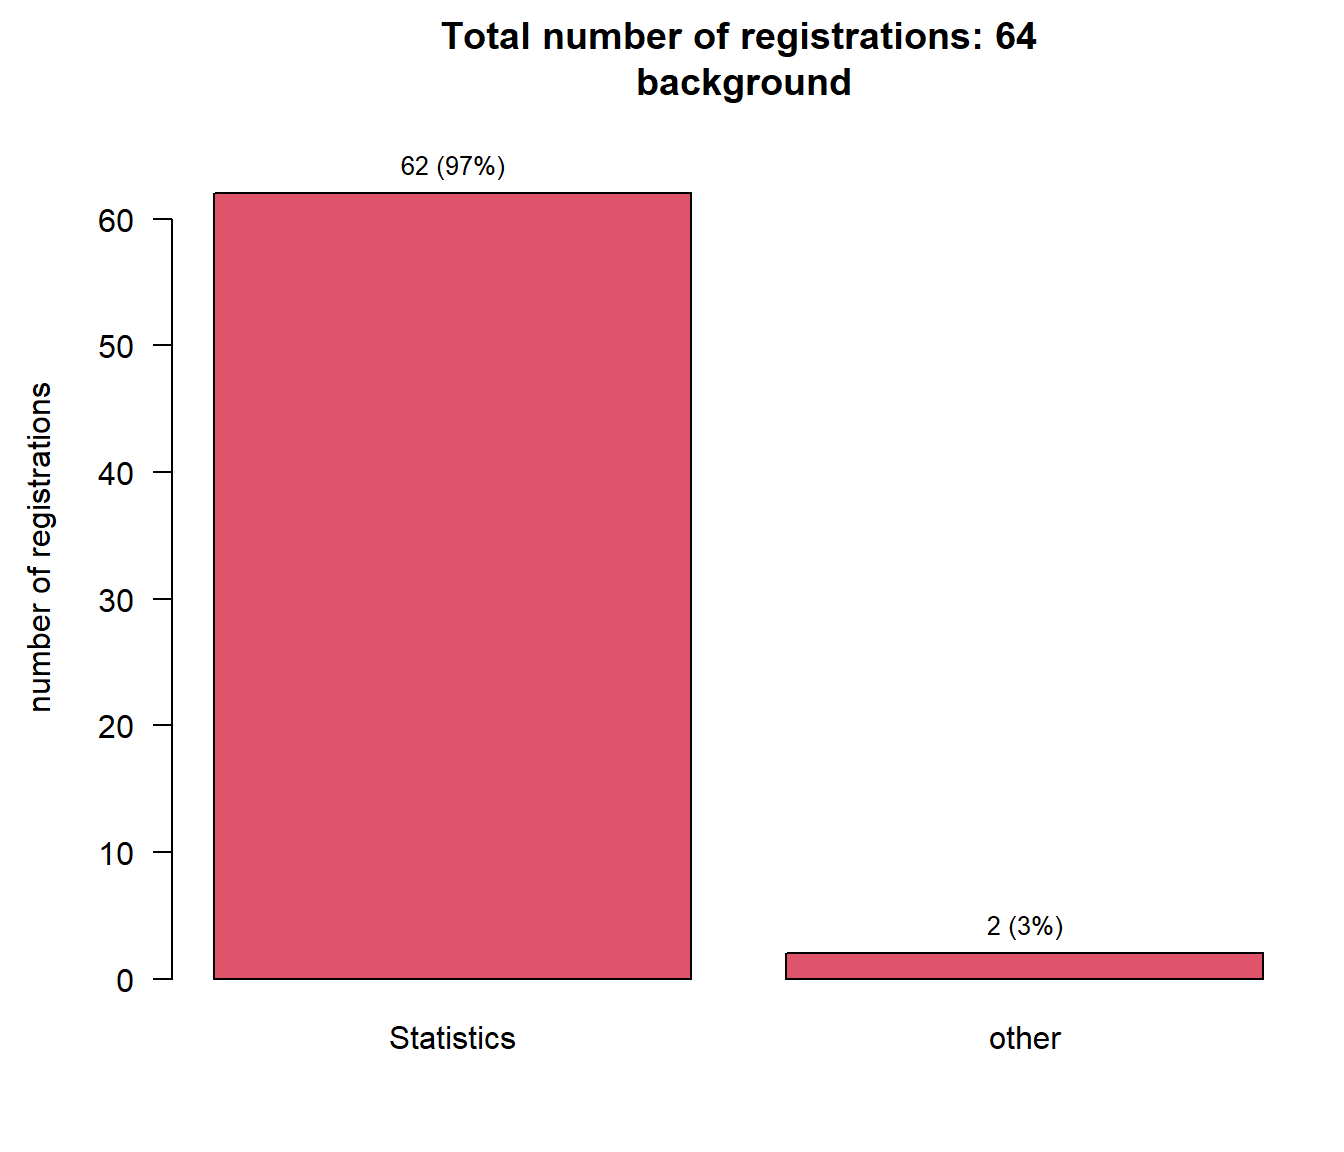 Total number of registrations: 64
background
62 (97%)
60
50
40
30
20
10
0
number of registrations
2 (3%)
Statistics
other